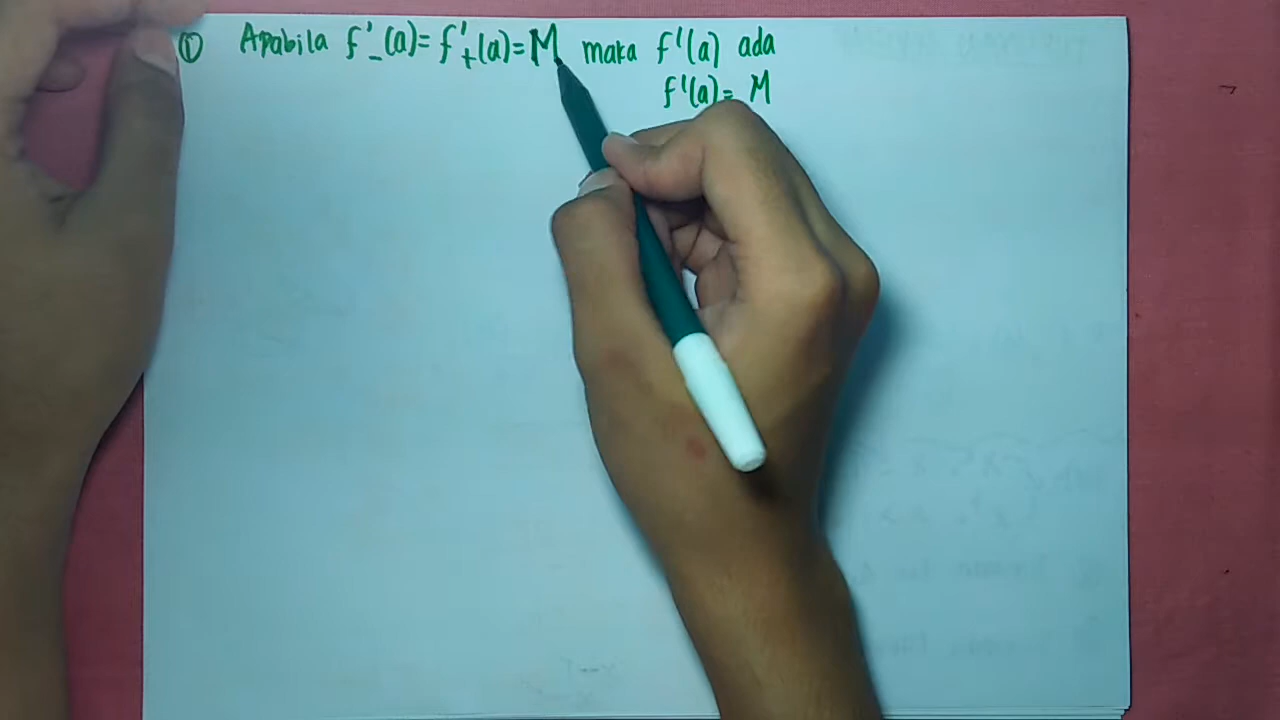 ① Apabila f'₋(a) = f'₊(a) = M maka f'(a) ada
f'(a) = M